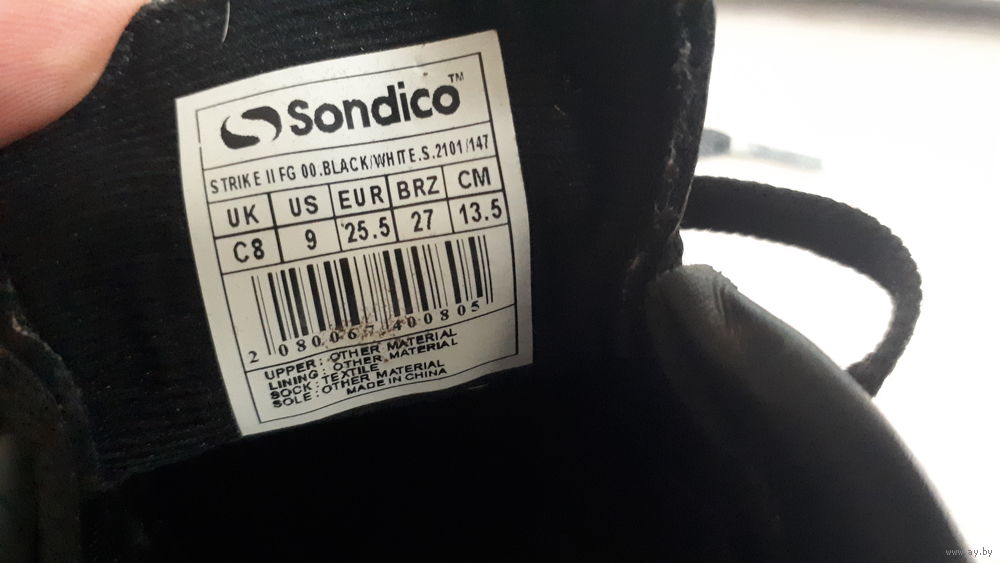 Sondico™
STRIKE II FG 00.BLACK/WHITE.S.2101/147
UK US EUR BRZ CM
C8 9 25.5 27 13.5
2 080067 400805
UPPER: OTHER MATERIAL
LINING: OTHER MATERIAL
SOCK: TEXTILE
SOLE: OTHER MATERIAL
MADE IN CHINA
www.ay.by